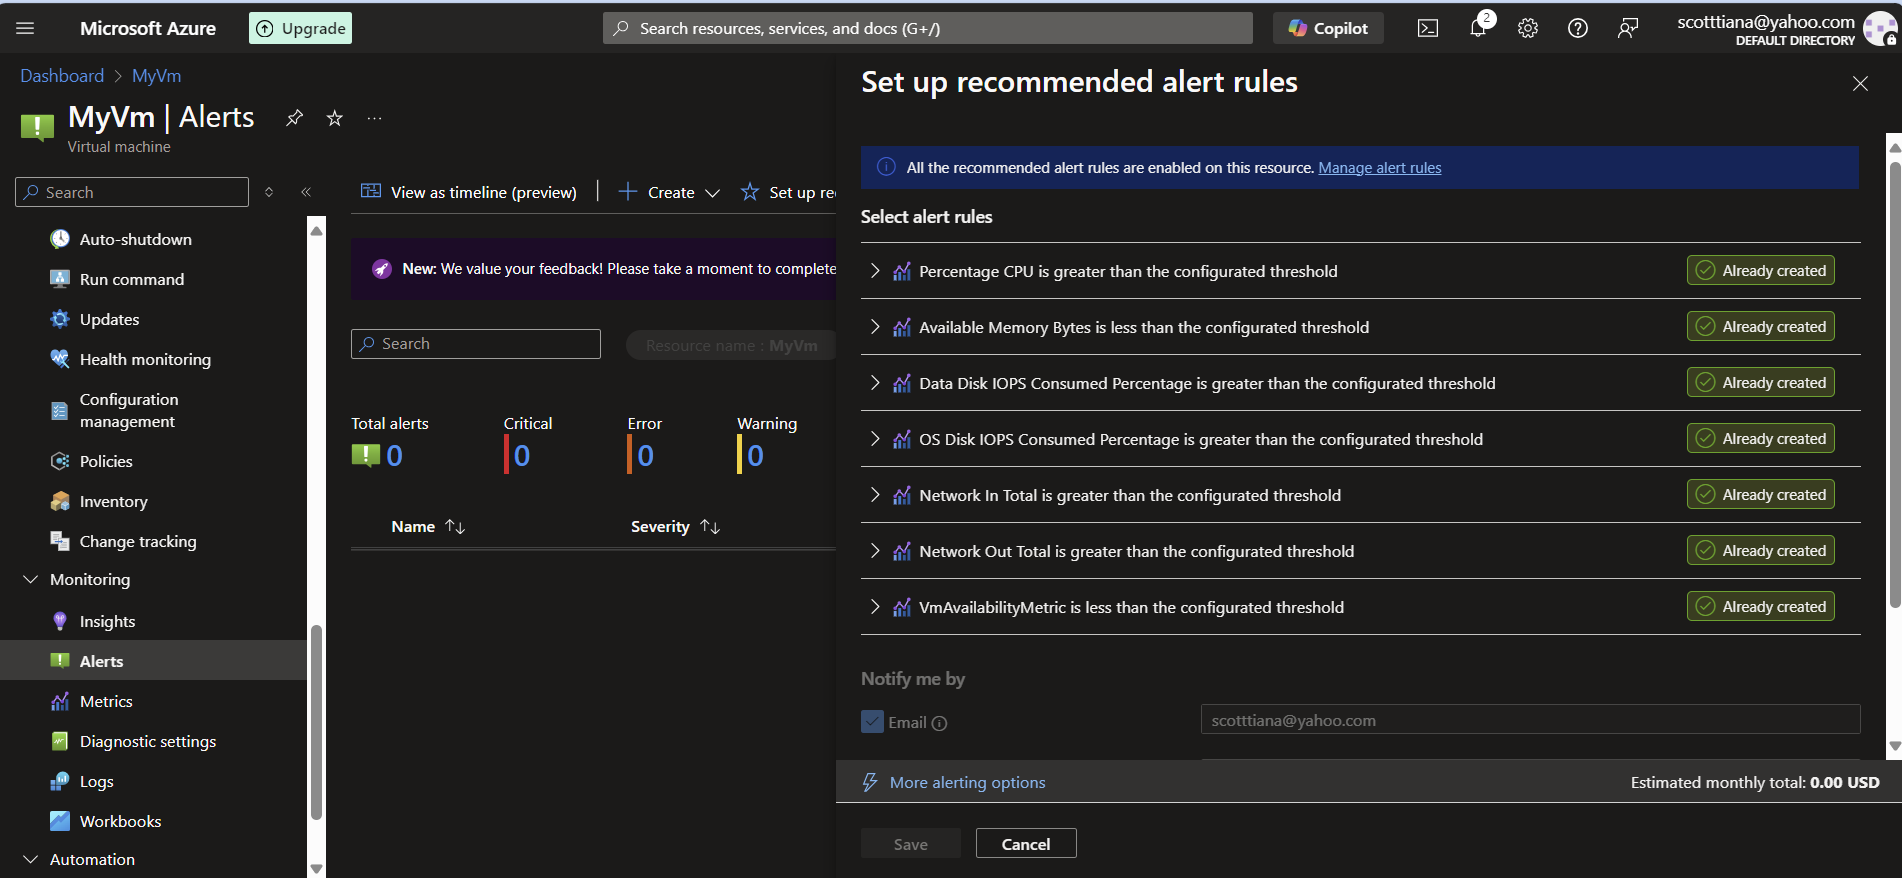 Microsoft Azure
Upgrade
Search resources, services, and docs (G+/)
Copilot
2
scotttiana@yahoo.com
DEFAULT DIRECTORY
Dashboard > MyVm
MyVm | Alerts
Virtual machine
Search
Auto-shutdown
Run command
Updates
Health monitoring
Configuration
management
Policies
Inventory
Change tracking
Monitoring
Insights
Alerts
Metrics
Diagnostic settings
Logs
Workbooks
Automation
View as timeline (preview)
Create
Set up re
New: We value your feedback! Please take a moment to complete
Search
Resource name : MyVm
Total alerts
0
Critical
0
Error
0
Warning
0
Name
Severity
Set up recommended alert rules
All the recommended alert rules are enabled on this resource. Manage alert rules
Select alert rules
Percentage CPU is greater than the configurated threshold
Already created
Available Memory Bytes is less than the configurated threshold
Already created
Data Disk IOPS Consumed Percentage is greater than the configurated threshold
Already created
OS Disk IOPS Consumed Percentage is greater than the configurated threshold
Already created
Network In Total is greater than the configurated threshold
Already created
Network Out Total is greater than the configurated threshold
Already created
VmAvailabilityMetric is less than the configurated threshold
Already created
Notify me by
Email
scotttiana@yahoo.com
More alerting options
Estimated monthly total: 0.00 USD
Save
Cancel